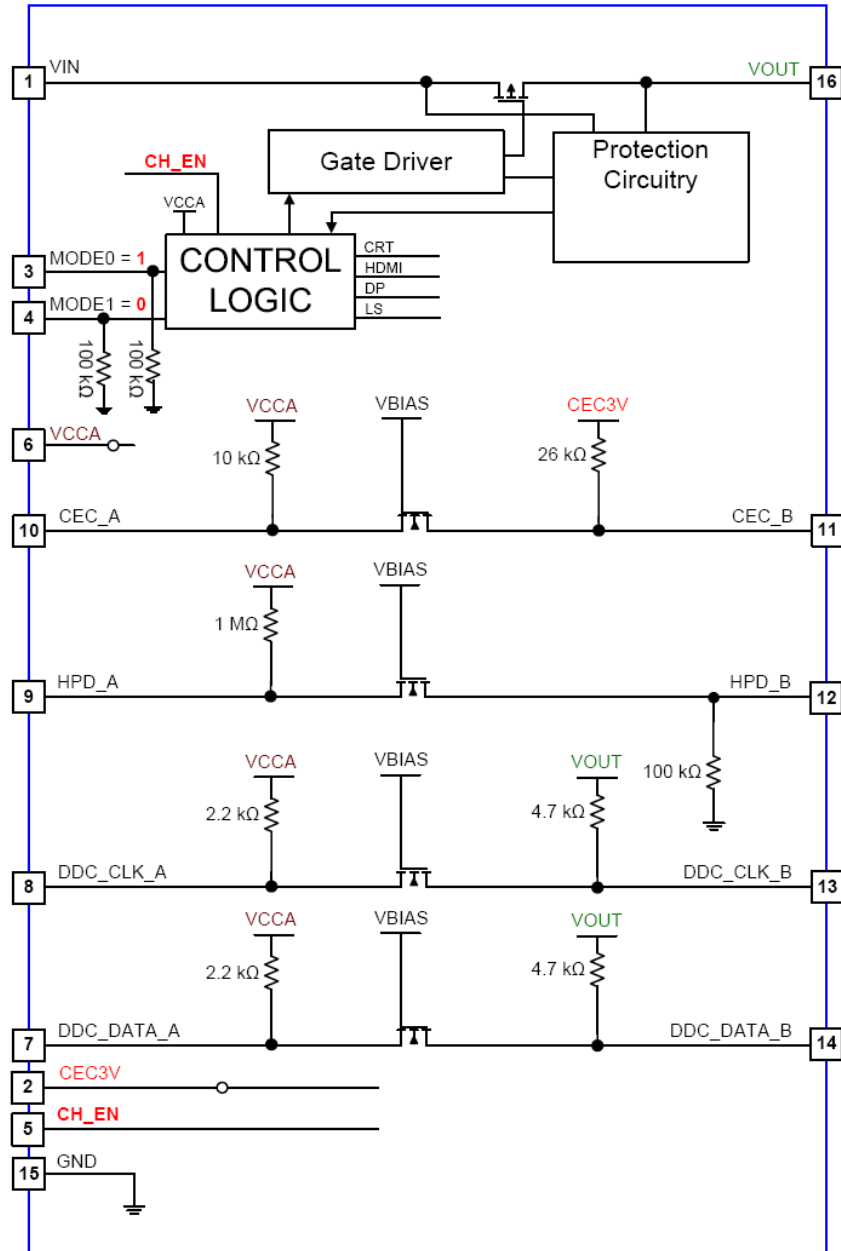 1 VIN VOUT 16
Gate Driver
Protection
Circuitry
CH_EN
VCCA
CONTROL
LOGIC
CRT
HDMI
DP
LS
3 MODE0 = 1
4 MODE1 = 0
100 kΩ
100 kΩ
6 VCCA
VCCA VBIAS CEC3V
10 kΩ 26 kΩ
10 CEC_A CEC_B 11
VCCA VBIAS
1 MΩ
9 HPD_A HPD_B 12
100 kΩ
VCCA VBIAS VOUT
2.2 kΩ 4.7 kΩ
8 DDC_CLK_A DDC_CLK_B 13
VCCA VBIAS VOUT
2.2 kΩ 4.7 kΩ
7 DDC_DATA_A DDC_DATA_B 14
2 CEC3V
5 CH_EN
15 GND